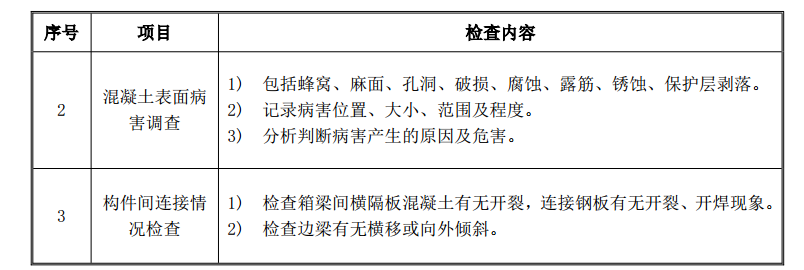 序号 项目 检查内容
2 混凝土表面病害调查
1) 包括蜂窝、麻面、孔洞、破损、腐蚀、露筋、锈蚀、保护层剥落。
2) 记录病害位置、大小、范围及程度。
3) 分析判断病害产生的原因及危害。
3 构件间连接情况检查
1) 检查箱梁间横隔板混凝土有无开裂，连接钢板有无开裂、开焊现象。
2) 检查边梁有无横移或向外倾斜。